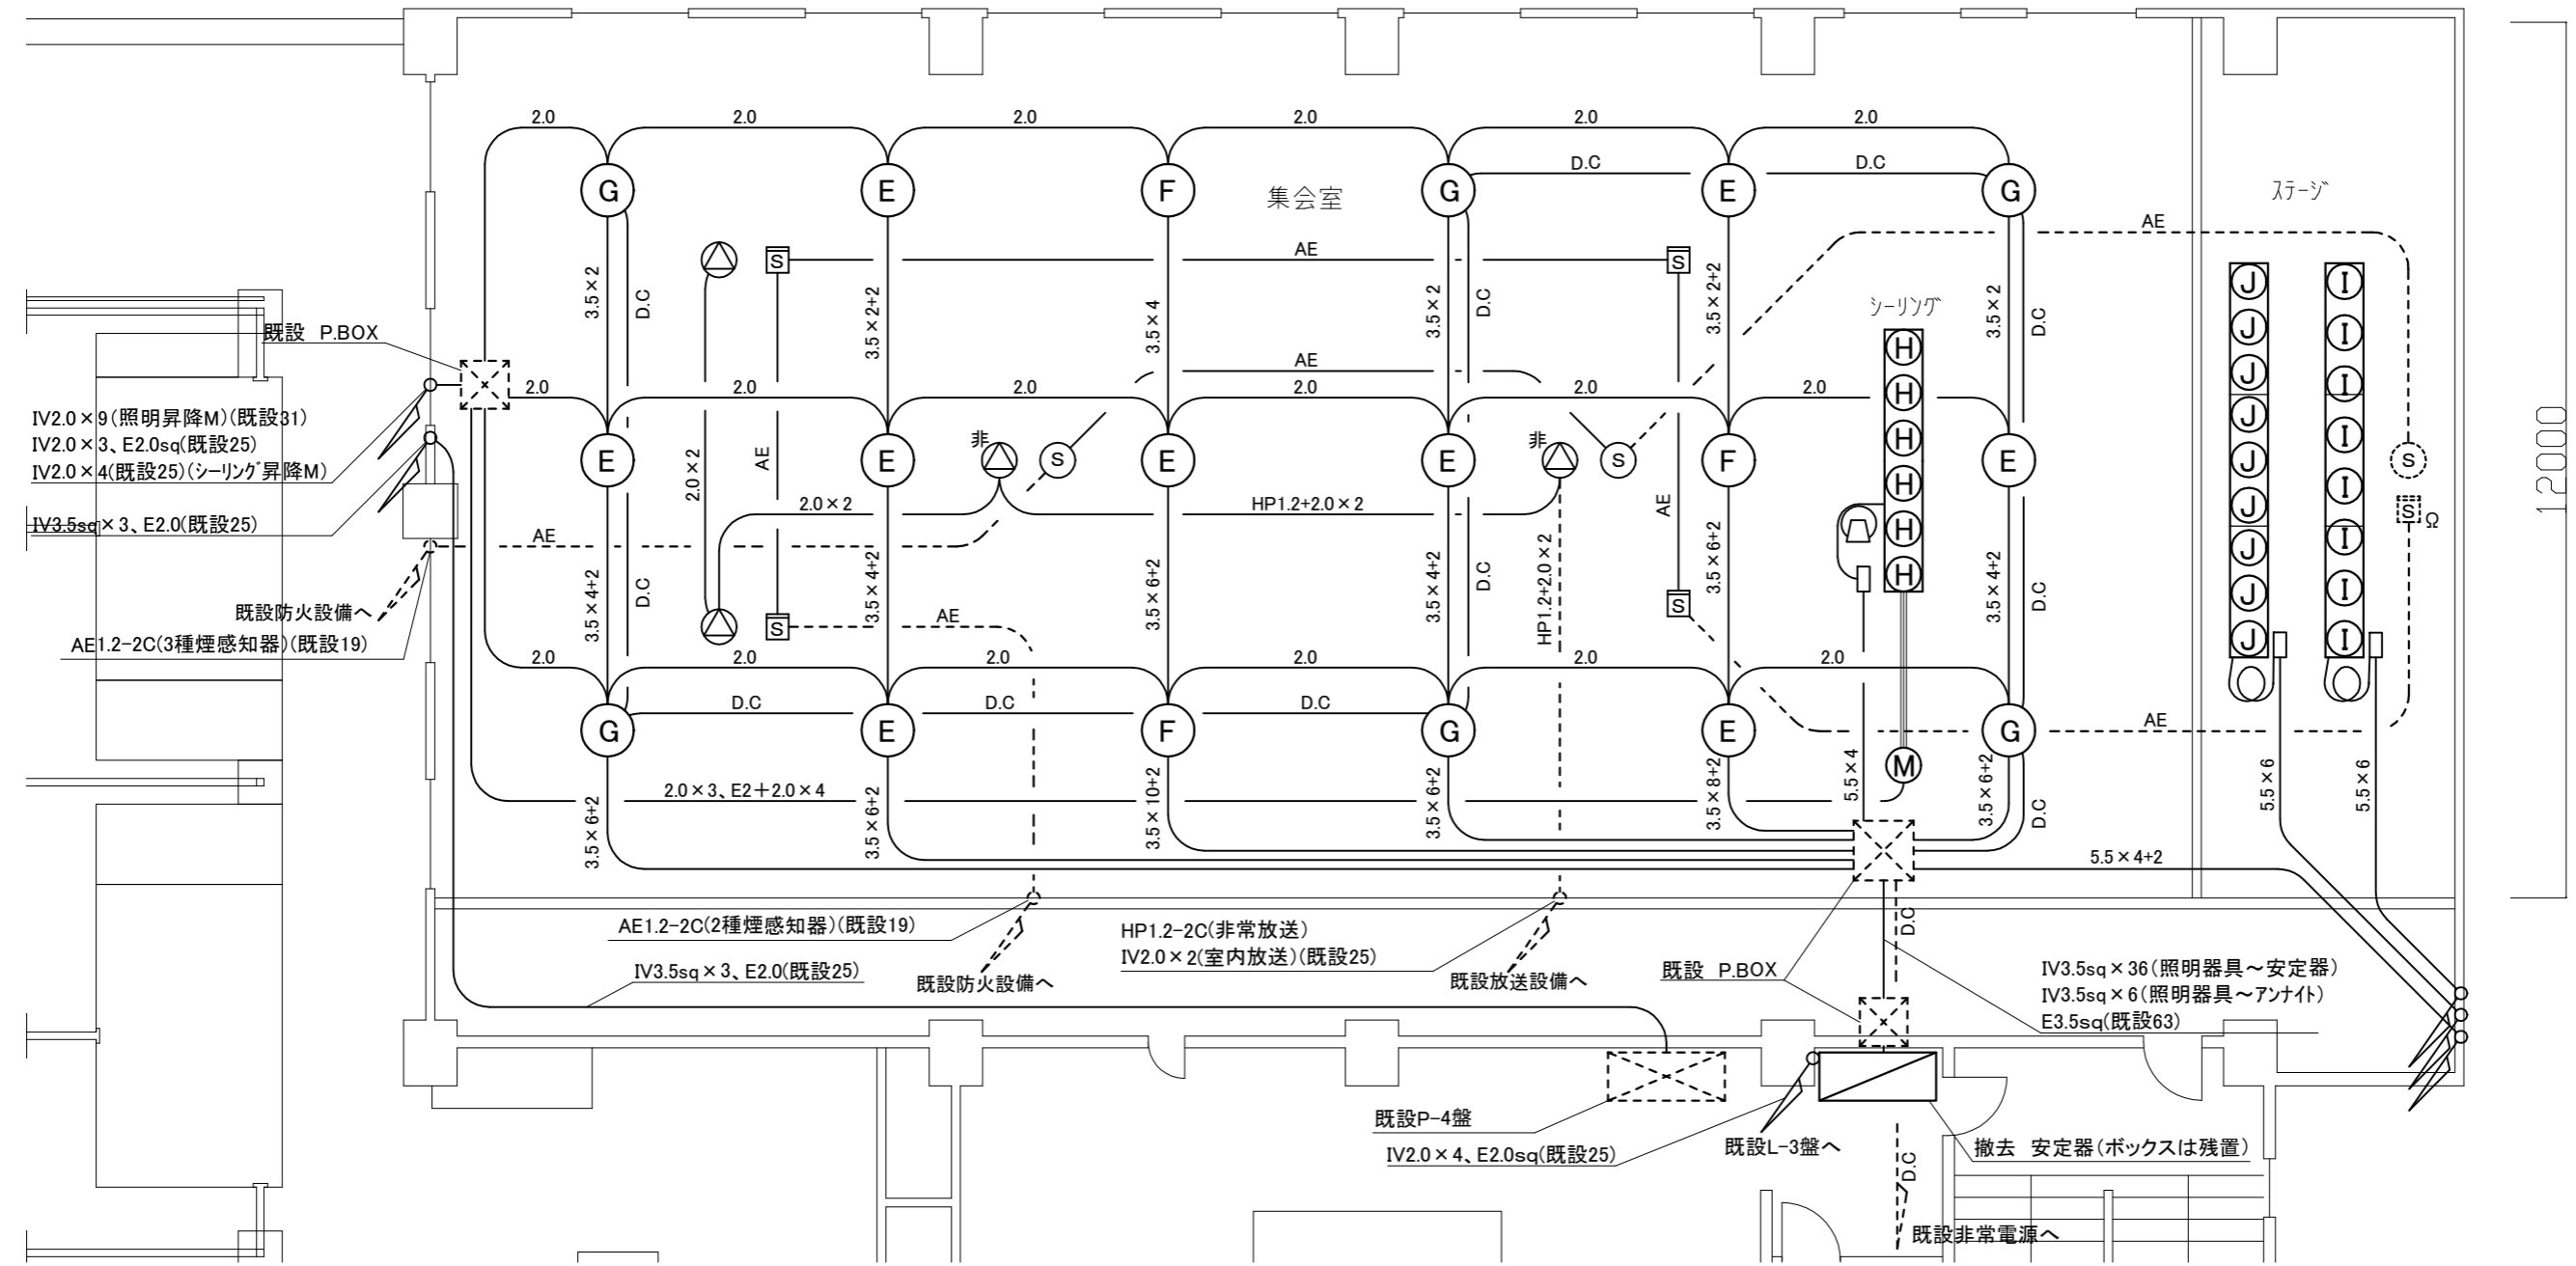 2.0 2.0 2.0 2.0 2.0 2.0
D.C D.C
G E F G E G
集会室
ステージ
AE
AE
S S
3.5×2 D.C 3.5×2+2 3.5×4 3.5×2 D.C 3.5×2+2 3.5×2 D.C
シーリング
J J J J J J J J J
I I I I I I I I
H H H H H H
既設 P.BOX
AE
2.0 2.0 2.0 2.0 2.0 2.0
IV2.0×9(照明昇降M)(既設31)
IV2.0×3、E2.0sq(既設25)
IV2.0×4(既設25)(シーリング昇降M)
12000
非 非
E E E E F E
S S S
2.0×2 AE AE
S Ω
2.0×2
HP1.2+2.0×2
IV3.5sq×3、E2.0(既設25)
AE
3.5×4+2 D.C 3.5×4+2 3.5×6+2 3.5×4+2 D.C HP1.2+2.0×2 3.5×6+2 3.5×4+2 D.C
既設防火設備へ
S AE S
AE1.2-2C(3種煙感知器)(既設19)
2.0 2.0 2.0 2.0 2.0 2.0
D.C D.C D.C
G E F G E G
AE
M
2.0×3、E2+2.0×4
3.5×6+2 3.5×6+2 3.5×10+2 3.5×6+2 3.5×8+2 5.5×4 3.5×6+2 D.C 5.5×6 5.5×6
5.5×4+2
AE1.2-2C(2種煙感知器)(既設19)
HP1.2-2C(非常放送)
IV2.0×2(室内放送)(既設25)
D.C
IV3.5sq×3、E2.0(既設25)
既設防火設備へ
既設放送設備へ
既設 P.BOX
IV3.5sq×36(照明器具～安定器)
IV3.5sq×6(照明器具～アンナイト)
E3.5sq(既設63)
既設P-4盤
IV2.0×4、E2.0sq(既設25)
既設L-3盤へ
撤去 安定器(ボックスは残置)
D.C
既設非常電源へ